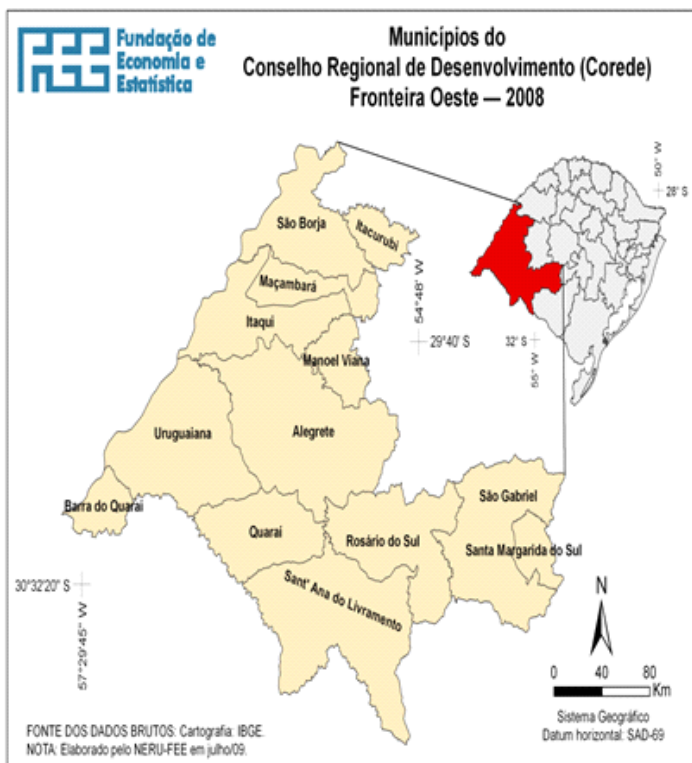 FEE
Fundação de
Economia e
Estatística
Municípios do
Conselho Regional de Desenvolvimento (Corede)
Fronteira Oeste — 2008
50° W
28° S
São Borja
Itacurubi
Maçambará
54°48' W
Itaqui
29°40' S
32° S
55° W
Manoel Viana
Uruguaiana
Alegrete
Barra do Quaraí
São Gabriel
Quaraí
Rosário do Sul
Santa Margarida do Sul
Sant' Ana do Livramento
30°32'20" S
57°29'45" W
N
0 40 80
Km
Sistema Geográfico
Datum horizontal: SAD-69
FONTE DOS DADOS BRUTOS: Cartografia: IBGE.
NOTA: Elaborado pelo NERU-FEE em julho/09.